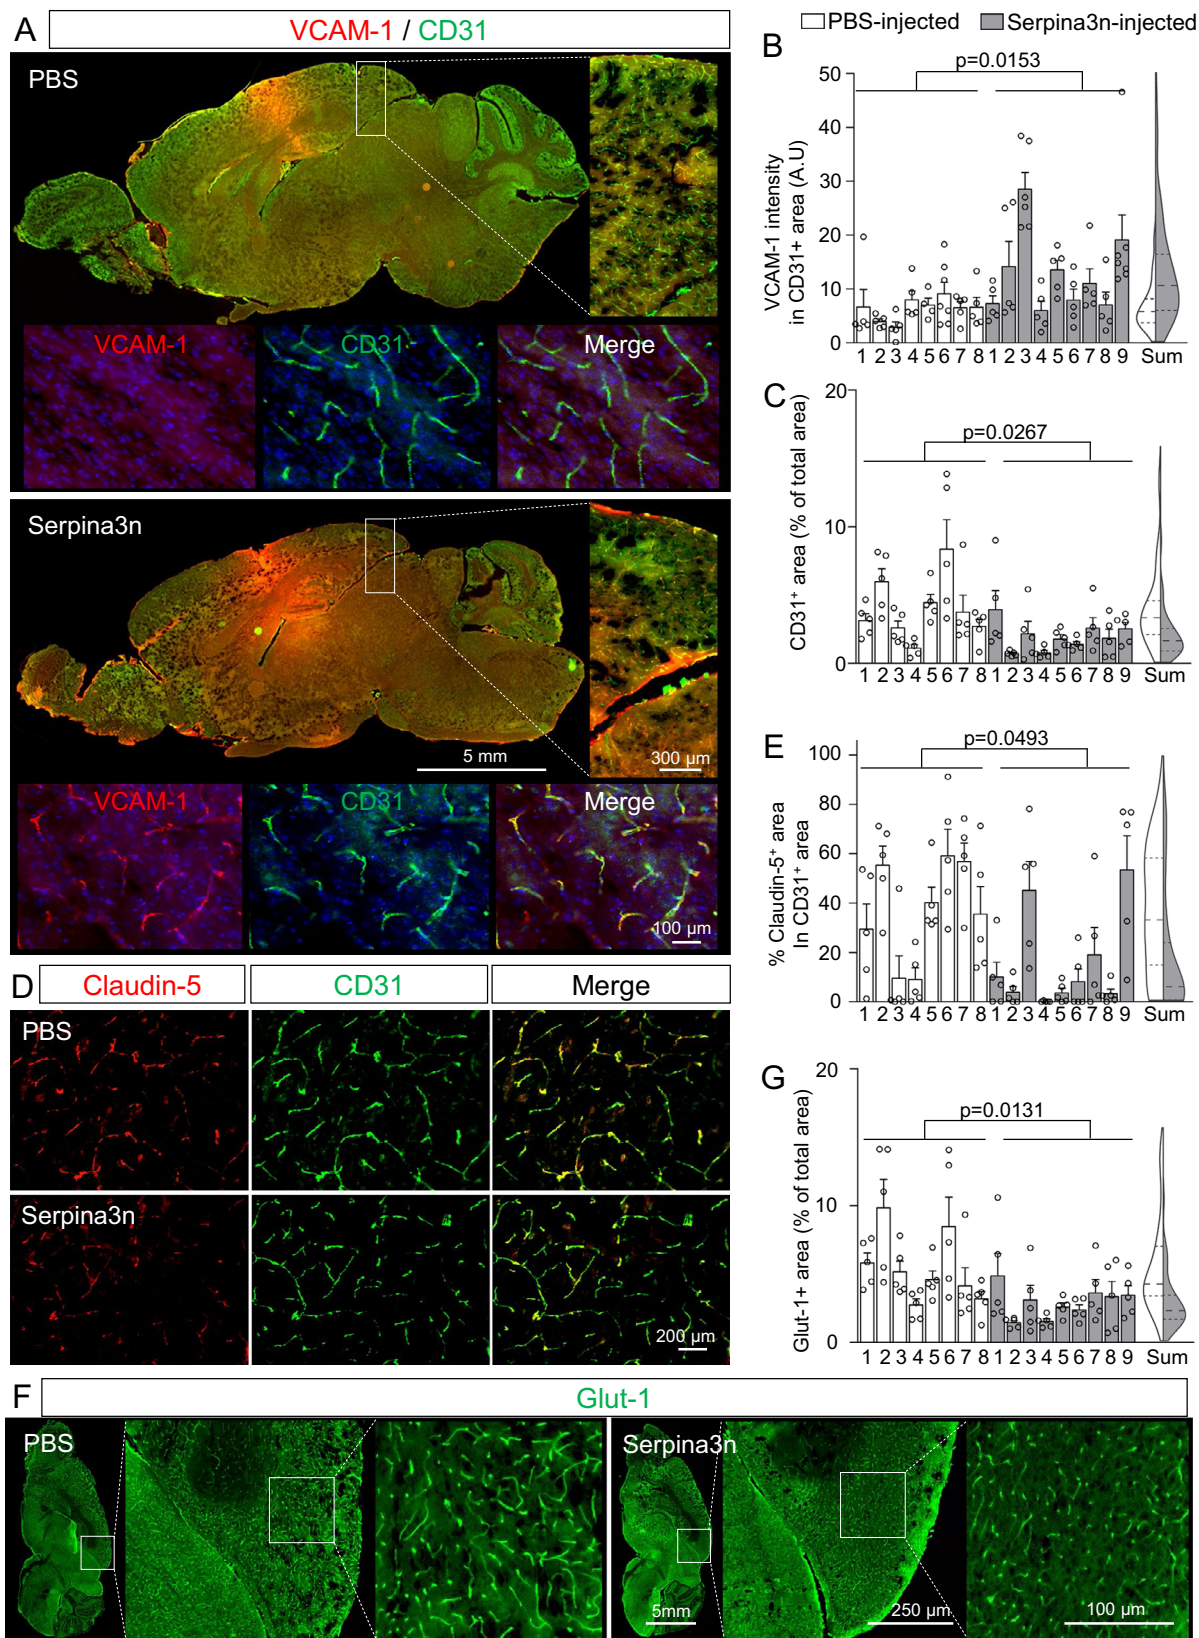 A
VCAM-1 / CD31
PBS
VCAM-1
CD31
Merge
Serpina3n
5 mm
300 μm
VCAM-1
CD31
Merge
100 μm
D
Claudin-5
CD31
Merge
PBS
Serpina3n
200 μm
PBS-injected
Serpina3n-injected
B
p=0.0153
VCAM-1 intensity
in CD31+ area (A.U)
50
40
30
20
10
0
1 2 3 4 5 6 7 8 1 2 3 4 5 6 7 8 9 Sum
C
p=0.0267
CD31⁺ area (% of total area)
20
10
0
1 2 3 4 5 6 7 8 1 2 3 4 5 6 7 8 9 Sum
E
p=0.0493
% Claudin-5⁺ area
In CD31⁺ area
100
80
60
40
20
0
1 2 3 4 5 6 7 8 1 2 3 4 5 6 7 8 9 Sum
G
p=0.0131
Glut-1+ area (% of total area)
20
10
0
1 2 3 4 5 6 7 8 1 2 3 4 5 6 7 8 9 Sum
F
Glut-1
PBS
Serpina3n
5mm
250 μm
100 μm